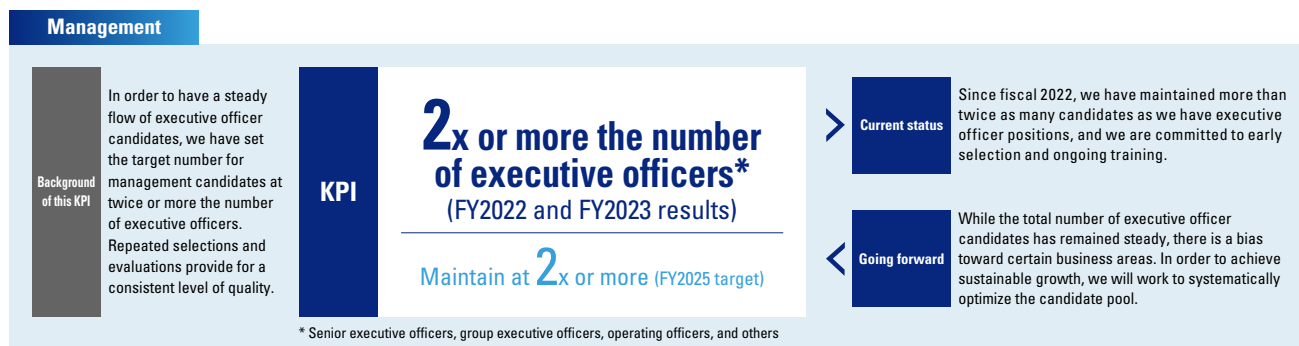 Management
Background
of this KPI
In order to have a steady
flow of executive officer
candidates, we have set
the target number for
management candidates at
twice or more the number
of executive officers.
Repeated selections and
evaluations provide for a
consistent level of quality.
KPI
2x or more the number
of executive officers*
(FY2022 and FY2023 results)
Maintain at 2x or more (FY2025 target)
* Senior executive officers, group executive officers, operating officers, and others
Current status
Since fiscal 2022, we have maintained more than
twice as many candidates as we have executive
officer positions, and we are committed to early
selection and ongoing training.
Going forward
While the total number of executive officer
candidates has remained steady, there is a bias
toward certain business areas. In order to achieve
sustainable growth, we will work to systematically
optimize the candidate pool.